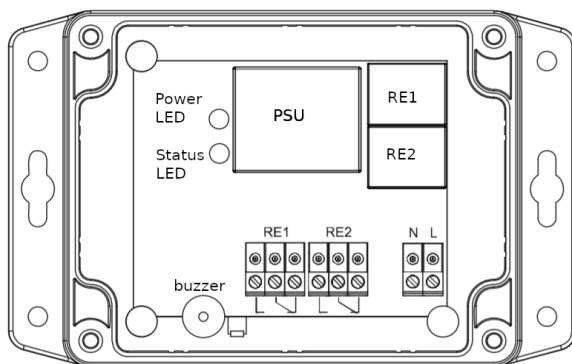 Power
LED
PSU
RE1
Status
LED
RE2
RE1
RE2
N
L
buzzer